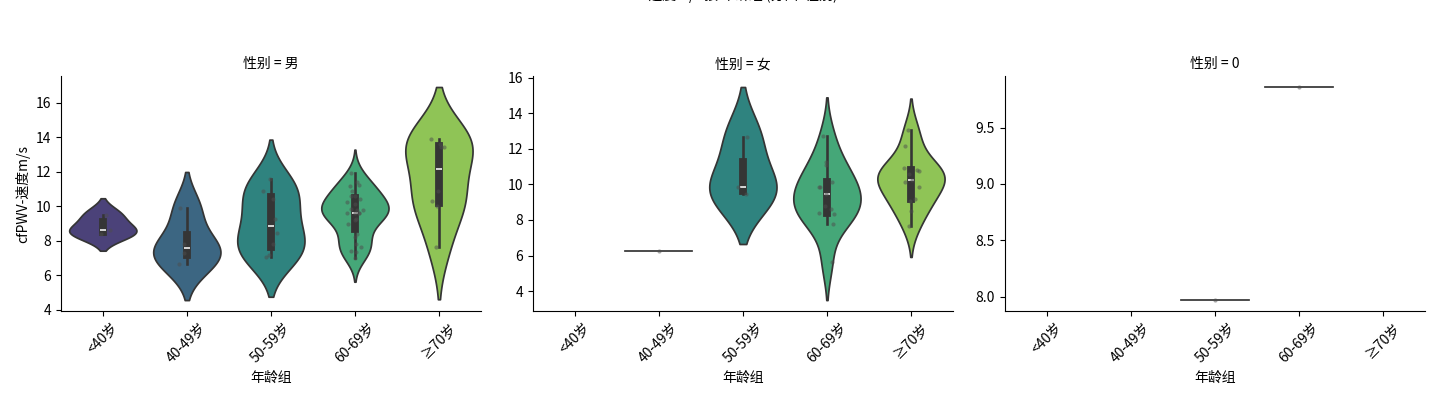 性别 = 男
性别 = 女
性别 = 0
cfPWV-速度m/s
16
14
12
10
8
6
4
16
14
12
10
8
6
4
9.5
9.0
8.5
8.0
<40岁
40-49岁
50-59岁
60-69岁
≥70岁
<40岁
40-49岁
50-59岁
60-69岁
≥70岁
<40岁
40-49岁
50-59岁
60-69岁
≥70岁
年龄组
年龄组
年龄组